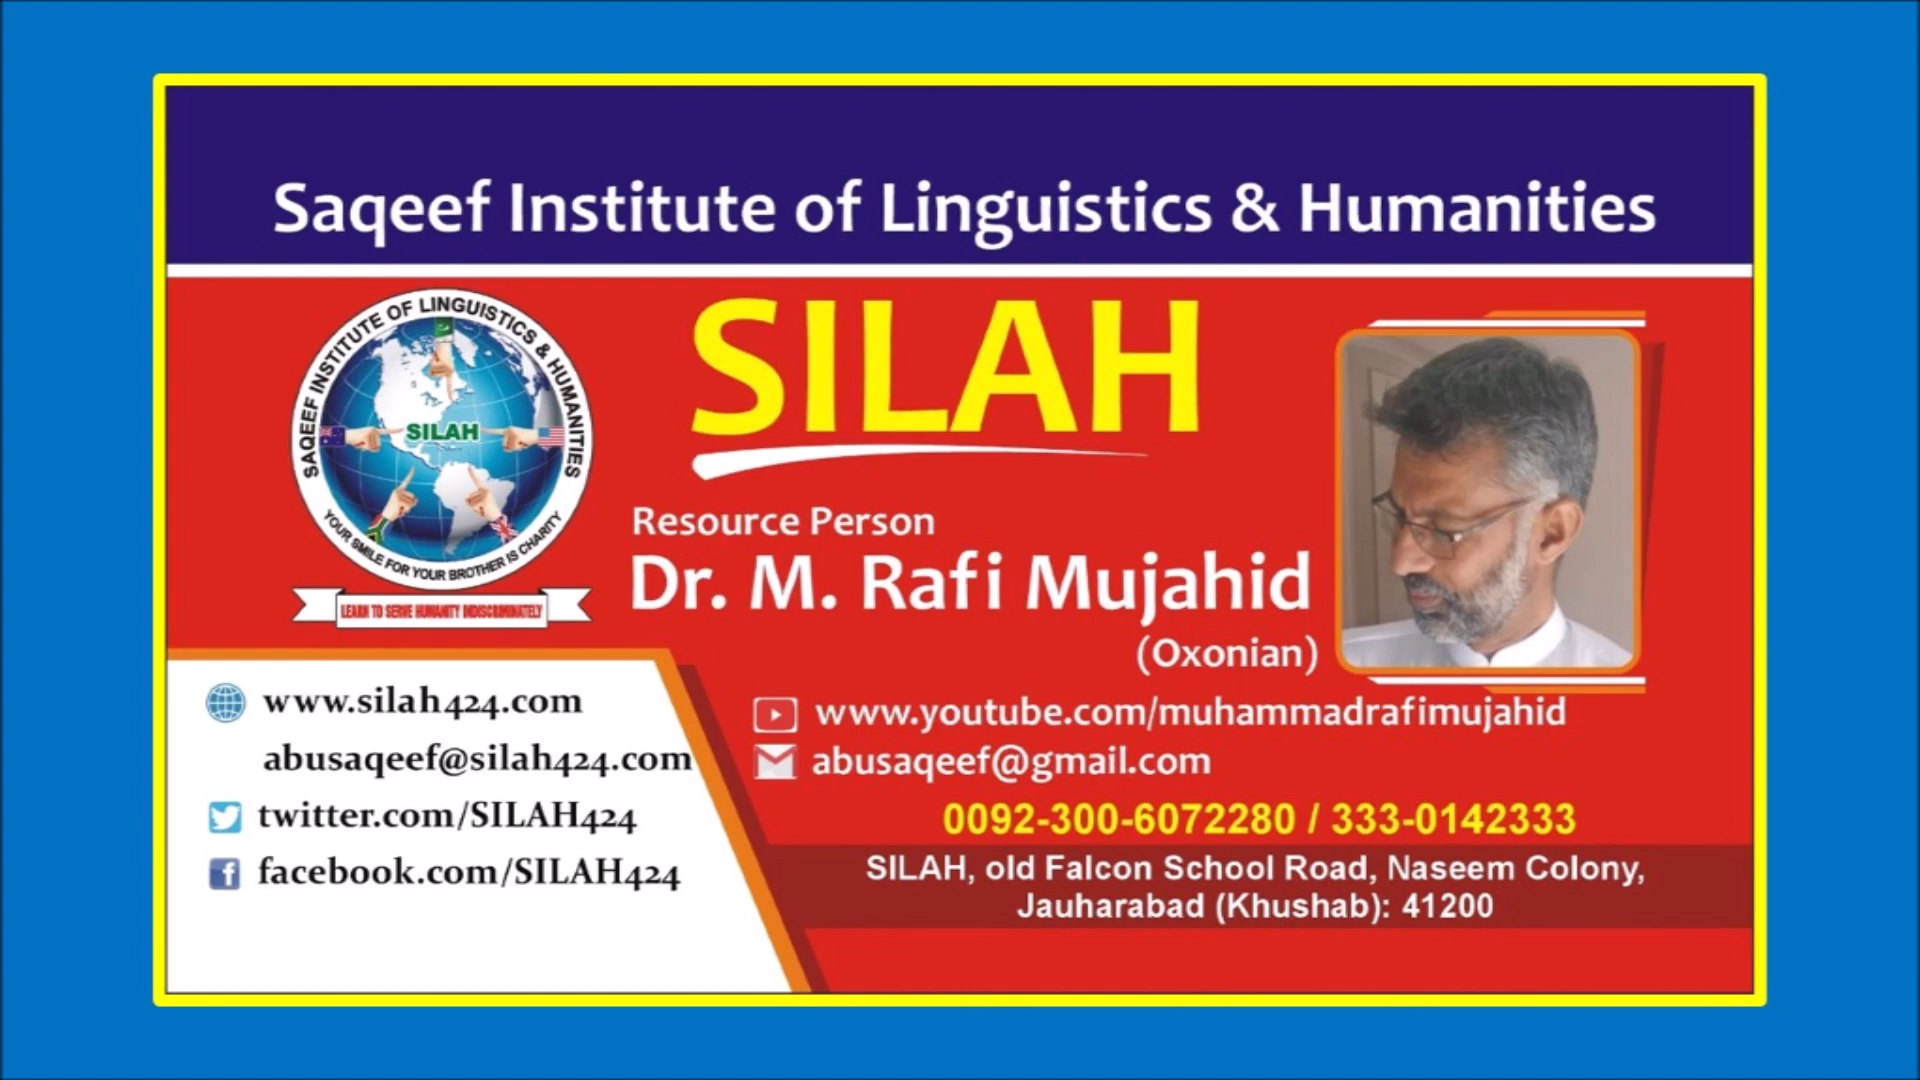 Saqeef Institute of Linguistics & Humanities
SAQEEF INSTITUTE OF LINGUISTICS & HUMANITIES
SILAH
YOUR SMILE FOR YOUR BROTHER IS CHARITY
LEARN TO SERVE HUMANITY INDISCRIMINATELY
SILAH
Resource Person
Dr. M. Rafi Mujahid
(Oxonian)
www.silah424.com
abusaqeef@silah424.com
twitter.com/SILAH424
facebook.com/SILAH424
www.youtube.com/muhammadrafimujahid
abusaqeef@gmail.com
0092-300-6072280 / 333-0142333
SILAH, old Falcon School Road, Naseem Colony,
Jauharabad (Khushab): 41200